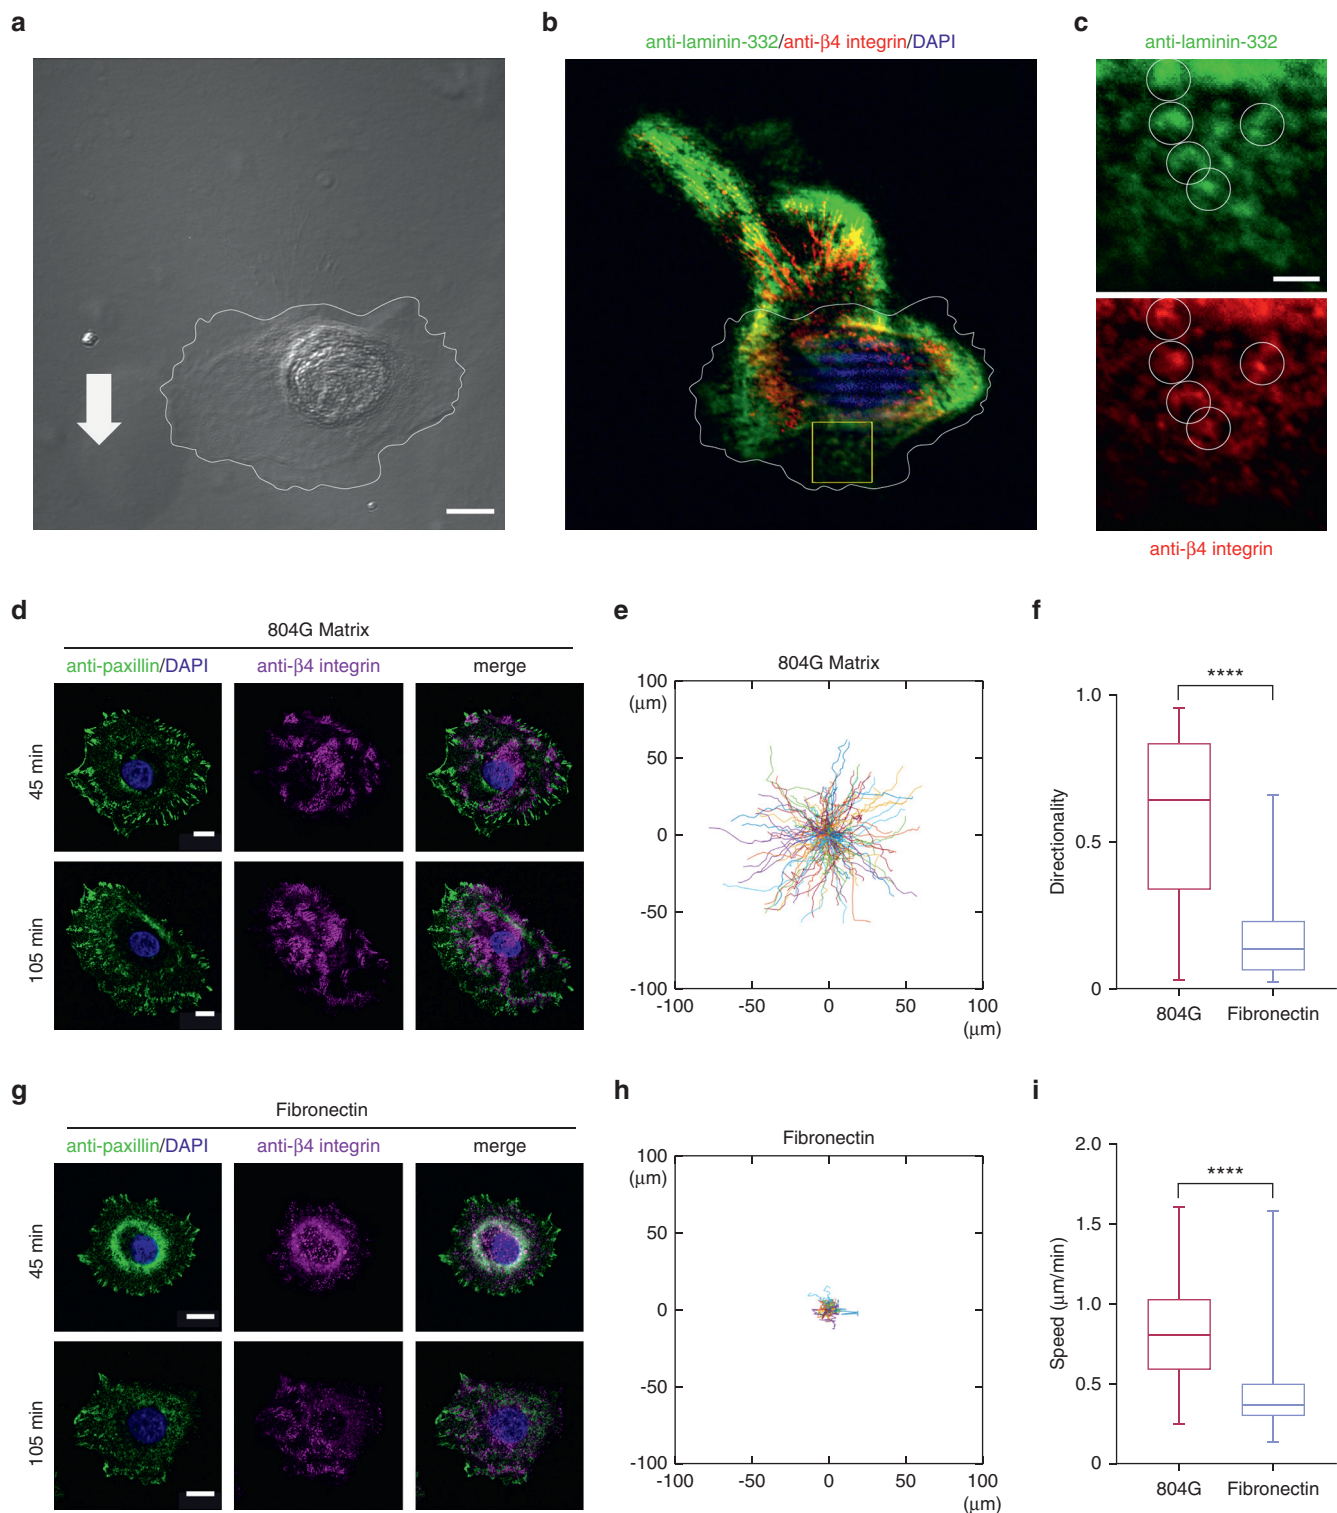 a
b
anti-laminin-332/anti-β4 integrin/DAPI
c
anti-laminin-332
anti-β4 integrin
d
804G Matrix
anti-paxillin/DAPI
anti-β4 integrin
merge
45 min
105 min
e
804G Matrix
100
(μm)
50
0
-50
-100
-100
-50
0
50
100
(μm)
f
****
1.0
0.5
0
Directionality
804G
Fibronectin
g
Fibronectin
anti-paxillin/DAPI
anti-β4 integrin
merge
45 min
105 min
h
Fibronectin
100
(μm)
50
0
-50
-100
-100
-50
0
50
100
(μm)
i
****
2.0
1.5
1.0
0.5
0
Speed (μm/min)
804G
Fibronectin